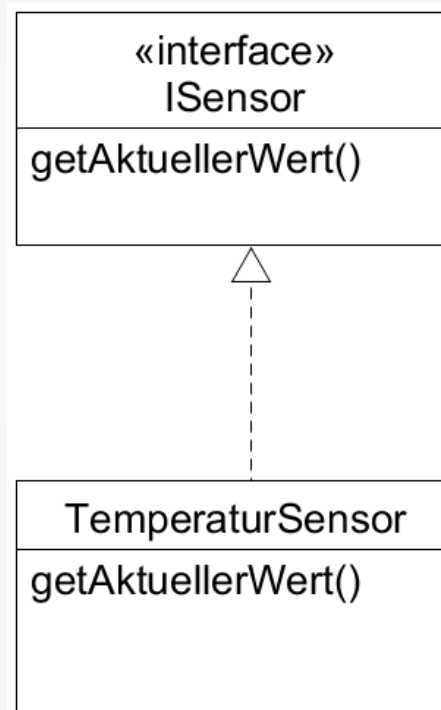 «interface»
ISensor
getAktuellerWert()
TemperaturSensor
getAktuellerWert()